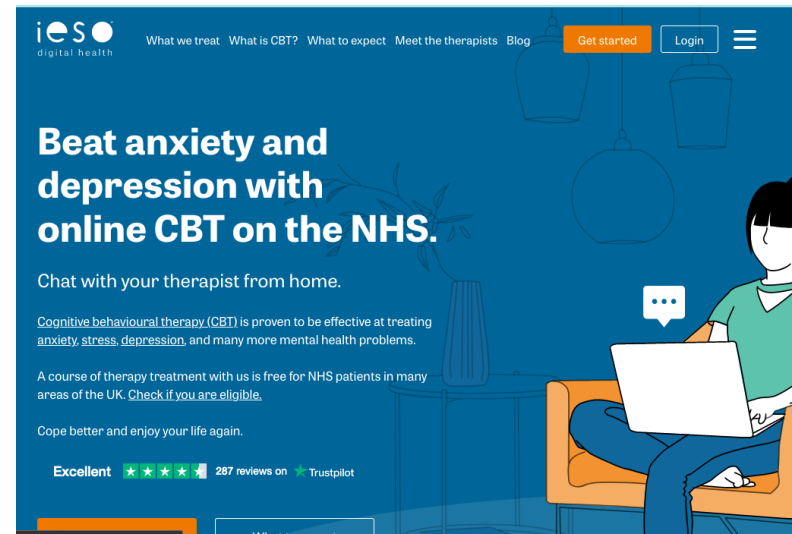 ieso
digital health
What we treat What is CBT? What to expect Meet the therapists Blog Get started Login
Beat anxiety and
depression with
online CBT on the NHS.
Chat with your therapist from home.
Cognitive behavioural therapy (CBT) is proven to be effective at treating
anxiety, stress, depression, and many more mental health problems.
A course of therapy treatment with us is free for NHS patients in many
areas of the UK. Check if you are eligible.
Cope better and enjoy your life again.
Excellent 287 reviews on Trustpilot